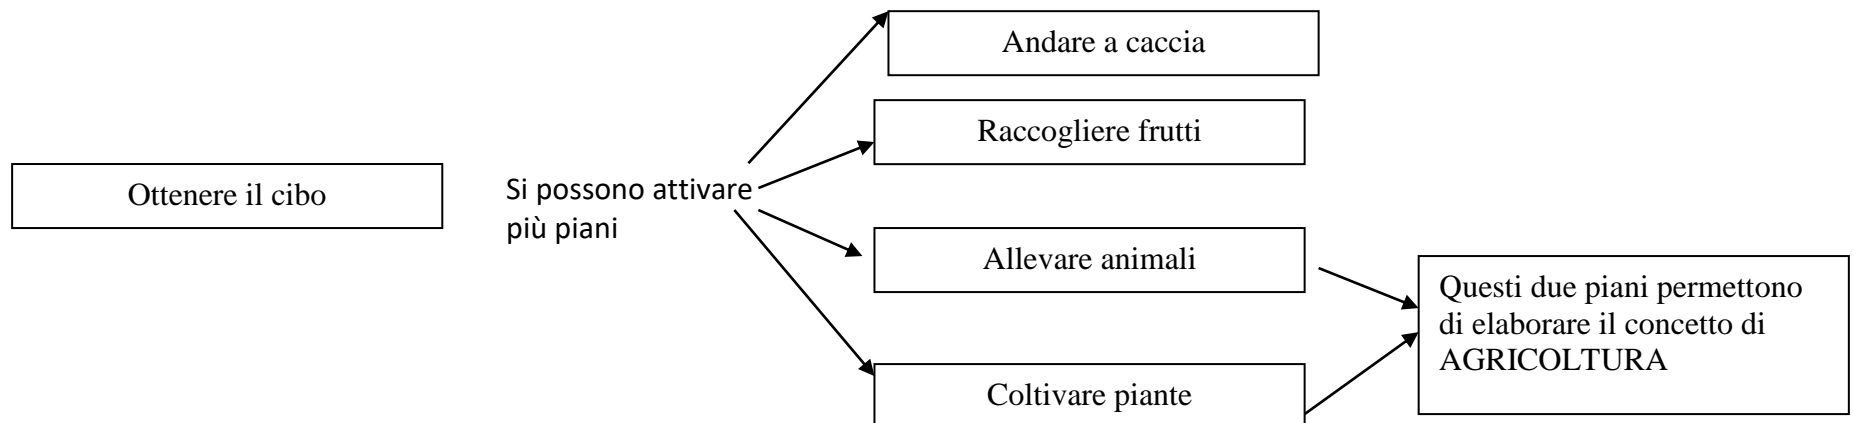 Andare a caccia
Raccogliere frutti
Ottenere il cibo
Si possono attivare
più piani
Allevare animali
Questi due piani permettono
di elaborare il concetto di
AGRICOLTURA
Coltivare piante